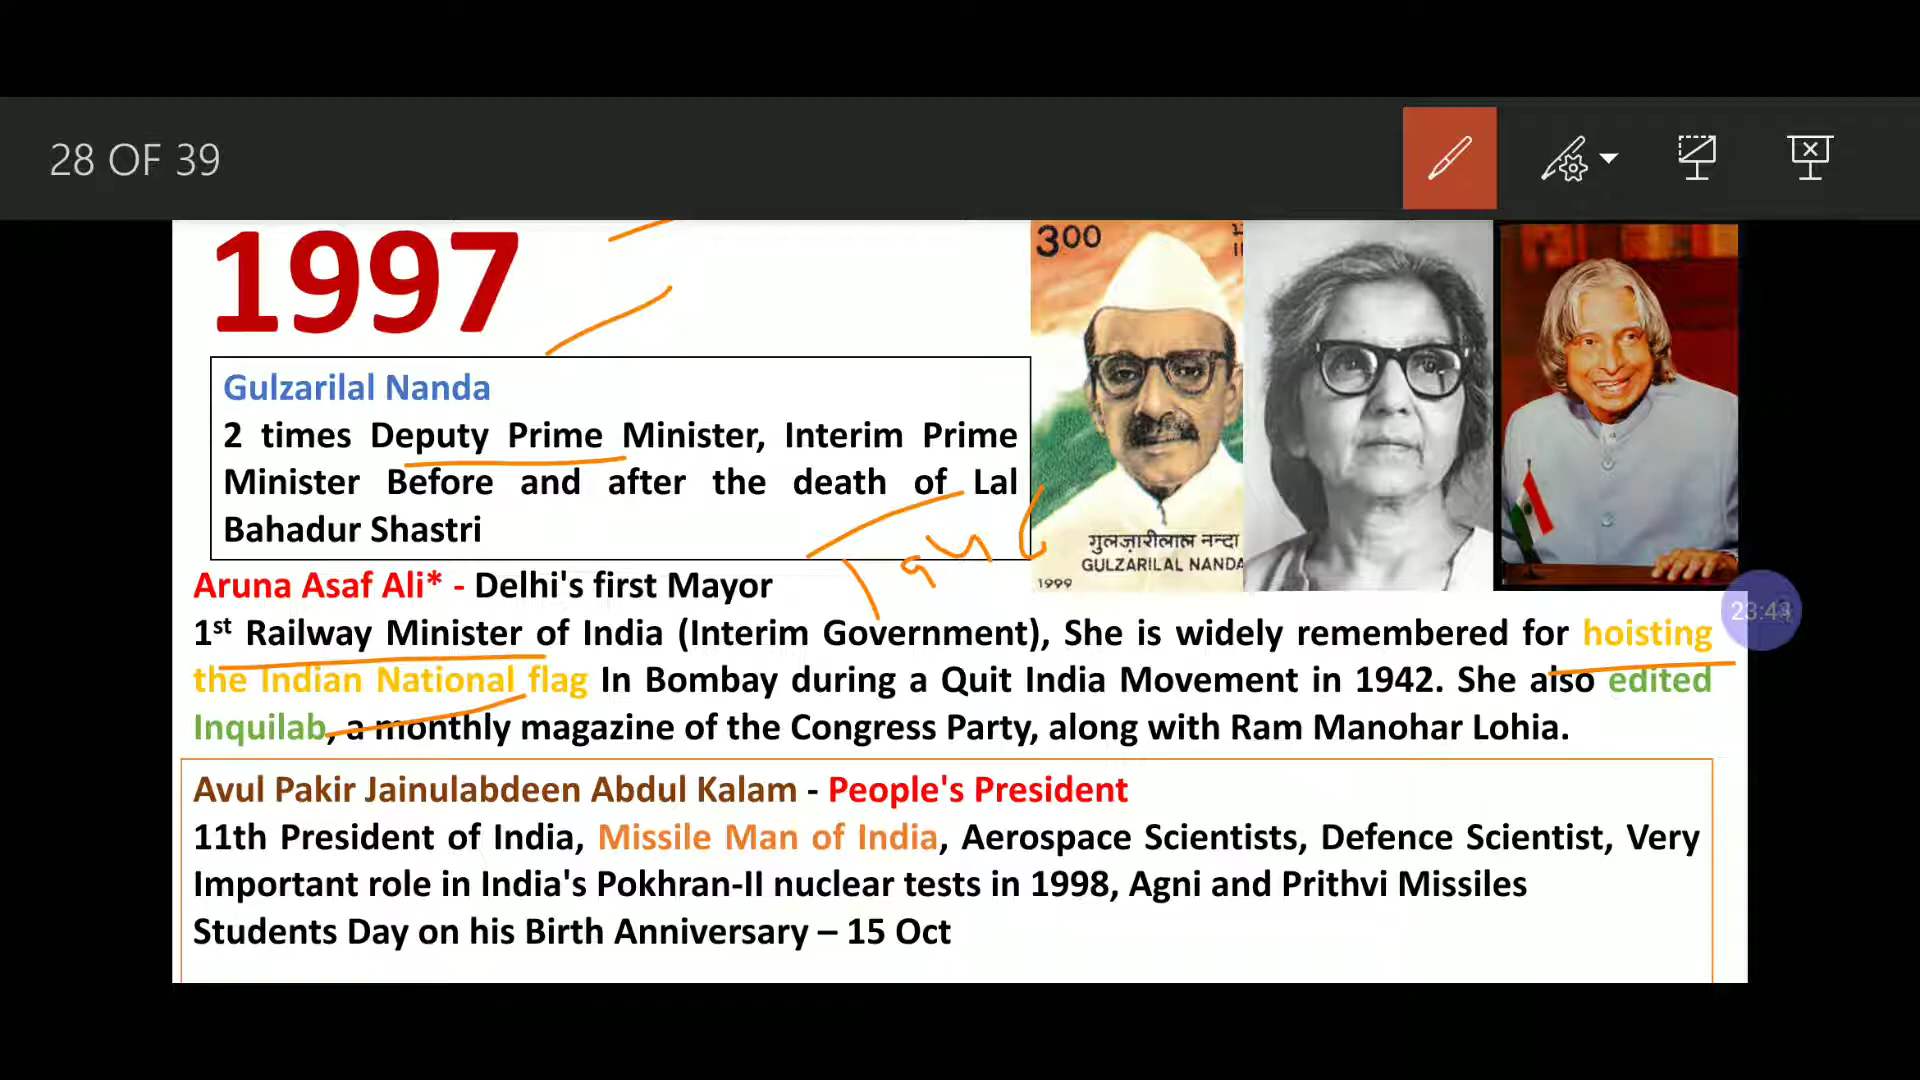 28 OF 39
1997
300
Gulzarilal Nanda
2 times Deputy Prime Minister, Interim Prime
Minister Before and after the death of Lal
Bahadur Shastri
गुलज़ारीलाल नन्दा
GULZARILAL NANDA
1999
Aruna Asaf Ali* - Delhi's first Mayor
1st Railway Minister of India (Interim Government), She is widely remembered for hoisting
the Indian National flag In Bombay during a Quit India Movement in 1942. She also edited
Inquilab, a monthly magazine of the Congress Party, along with Ram Manohar Lohia.
23:43
Avul Pakir Jainulabdeen Abdul Kalam - People's President
11th President of India, Missile Man of India, Aerospace Scientists, Defence Scientist, Very
Important role in India's Pokhran-II nuclear tests in 1998, Agni and Prithvi Missiles
Students Day on his Birth Anniversary – 15 Oct